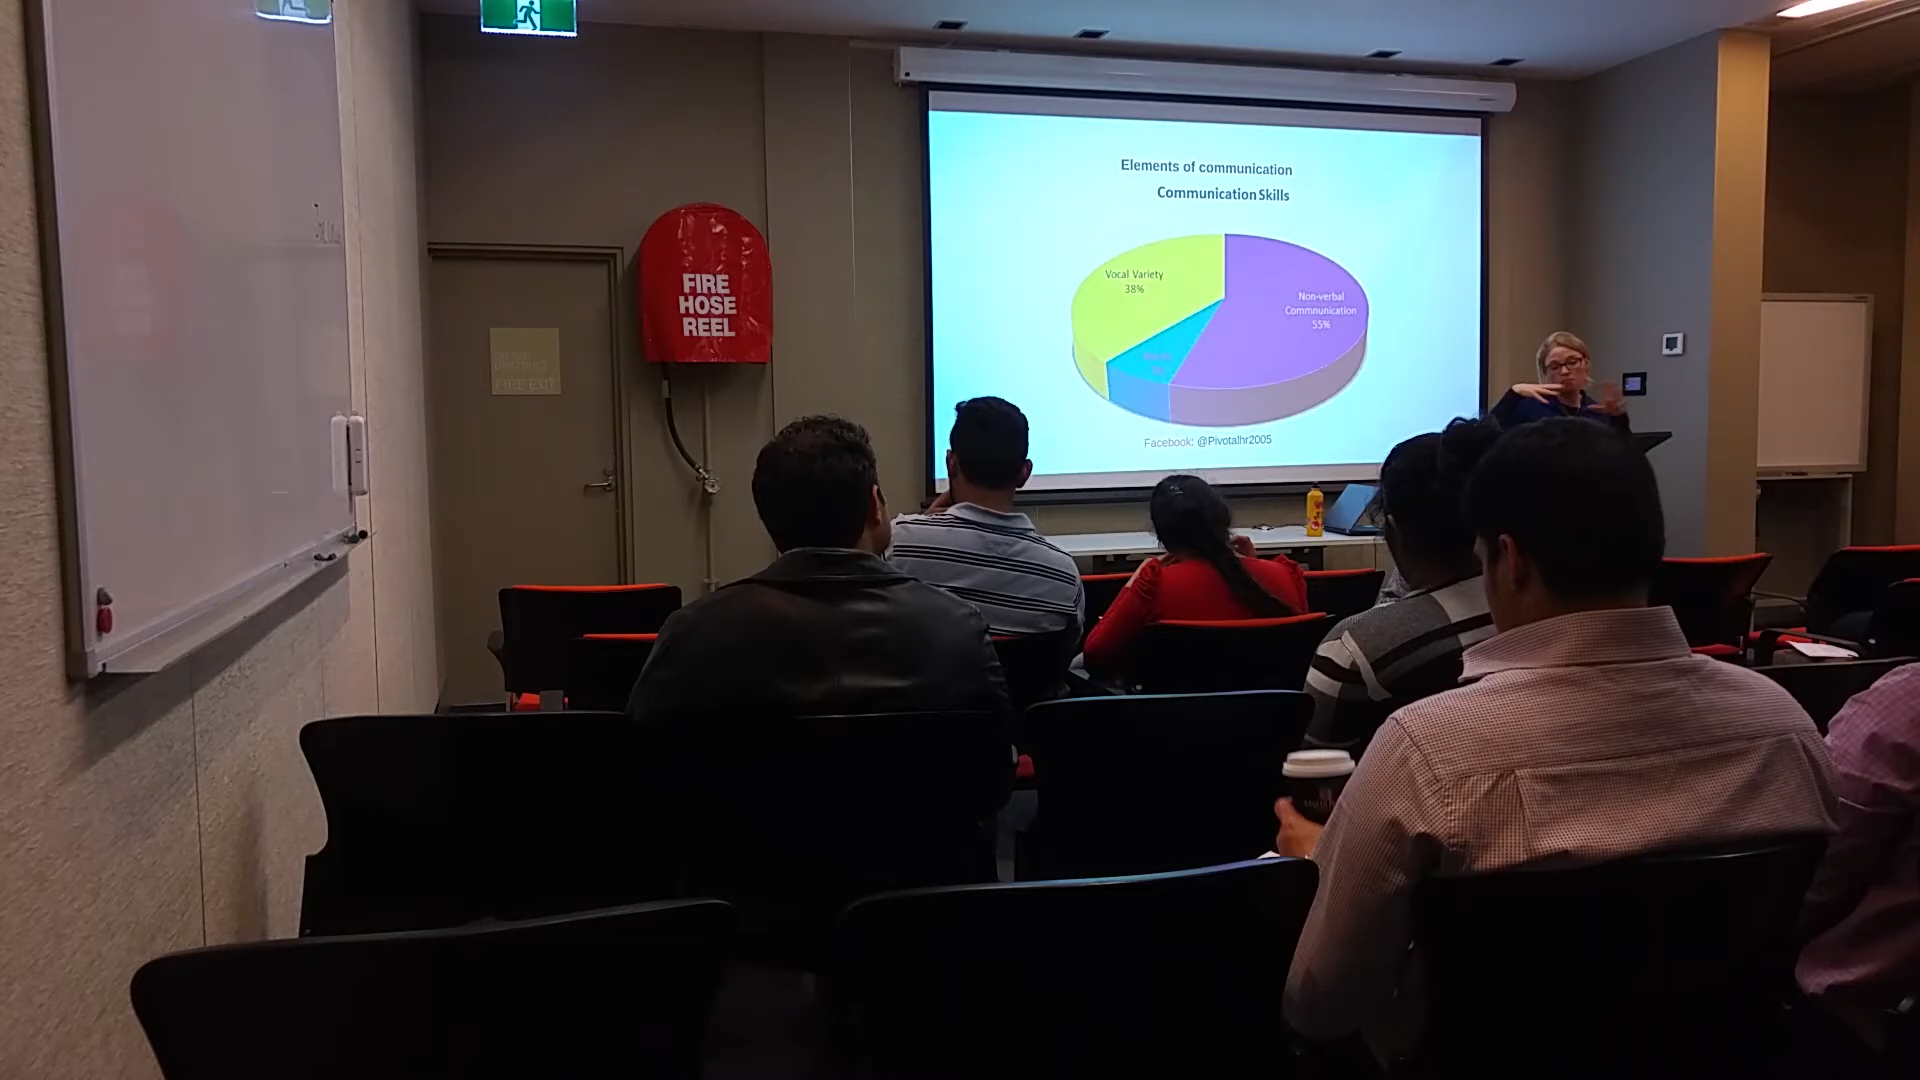 FIRE
HOSE
REEL
FIRE EXIT
Elements of communication
Communication Skills
Vocal Variety
38%
Non-verbal
Commnunication
55%
Facebook: @Pivotalhr2005